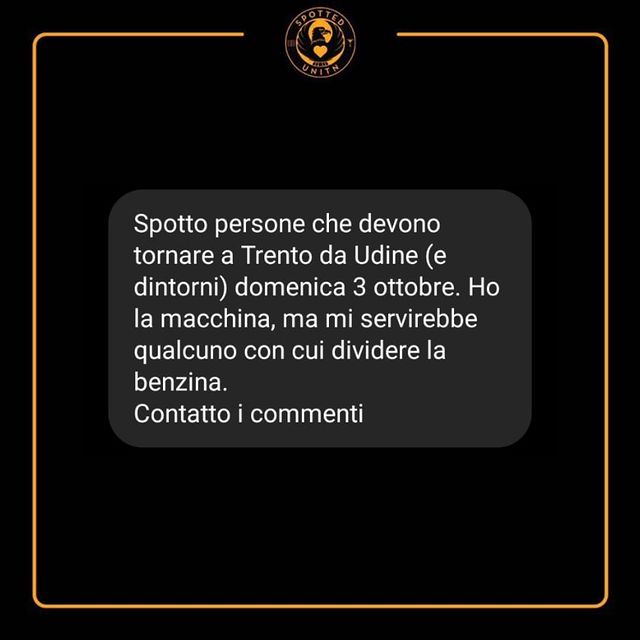 SPOTTED
UNITN
Spotto persone che devono
tornare a Trento da Udine (e
dintorni) domenica 3 ottobre. Ho
la macchina, ma mi servirebbe
qualcuno con cui dividere la
benzina.
Contatto i commenti